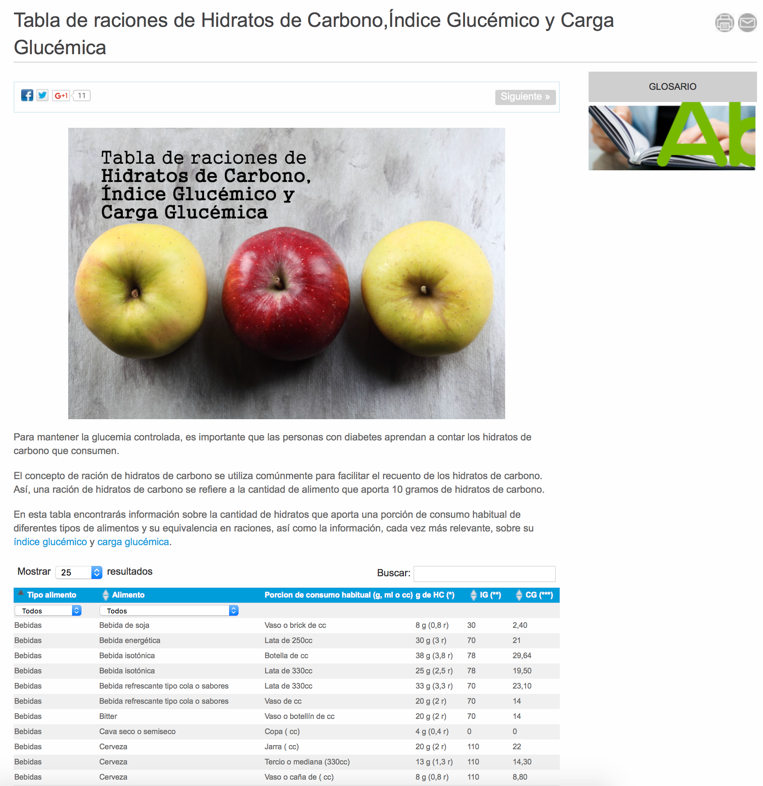 Tabla de raciones de Hidratos de Carbono,Índice Glucémico y Carga
Glucémica
G+1 11
Siguiente »
GLOSARIO
Ab
Tabla de raciones de
Hidratos de Carbono,
Índice Glucémico y
Carga Glucémica
Para mantener la glucemia controlada, es importante que las personas con diabetes aprendan a contar los hidratos de
carbono que consumen.
El concepto de ración de hidratos de carbono se utiliza comúnmente para facilitar el recuento de los hidratos de carbono.
Así, una ración de hidratos de carbono se refiere a la cantidad de alimento que aporta 10 gramos de hidratos de carbono.
En esta tabla encontrarás información sobre la cantidad de hidratos que aporta una porción de consumo habitual de
diferentes tipos de alimentos y su equivalencia en raciones, así como la información, cada vez más relevante, sobre su
índice glucémico y carga glucémica.
Mostrar 25 resultados Buscar:
Tipo alimento Alimento Porcion de consumo habitual (g, ml o cc) g de HC (*) IG (**) CG (***)
Todos Todos
Bebidas Bebida de soja Vaso o brick de cc 8 g (0,8 r) 30 2,40
Bebidas Bebida energética Lata de 250cc 30 g (3 r) 70 21
Bebidas Bebida isotónica Botella de cc 38 g (3,8 r) 78 29,64
Bebidas Bebida isotónica Lata de 330cc 25 g (2,5 r) 78 19,50
Bebidas Bebida refrescante tipo cola o sabores Lata de 330cc 33 g (3,3 r) 70 23,10
Bebidas Bebida refrescante tipo cola o sabores Vaso de cc 20 g (2 r) 70 14
Bebidas Bitter Vaso o botellín de cc 20 g (2 r) 70 14
Bebidas Cava seco o semiseco Copa ( cc) 4 g (0,4 r) 0 0
Bebidas Cerveza Jarra ( cc) 20 g (2 r) 110 22
Bebidas Cerveza Tercio o mediana (330cc) 13 g (1,3 r) 110 14,30
Bebidas Cerveza Vaso o caña de ( cc) 8 g (0,8 r) 110 8,80